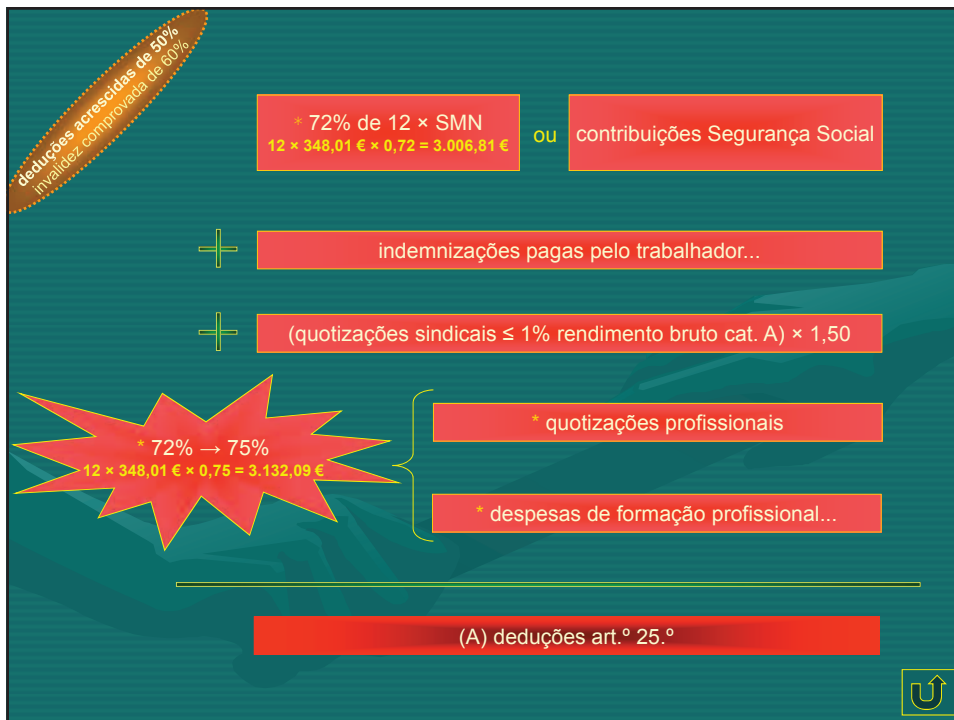 deduções acrescidas de 50%
invalidez comprovada de 60%
* 72% de 12 × SMN
12 × 348,01 € × 0,72 = 3.006,81 €
ou
contribuições Segurança Social
indemnizações pagas pelo trabalhador...
(quotizações sindicais ≤ 1% rendimento bruto cat. A) × 1,50
* 72% → 75%
12 × 348,01 € × 0,75 = 3.132,09 €
* quotizações profissionais
* despesas de formação profissional...
(A) deduções art.º 25.º